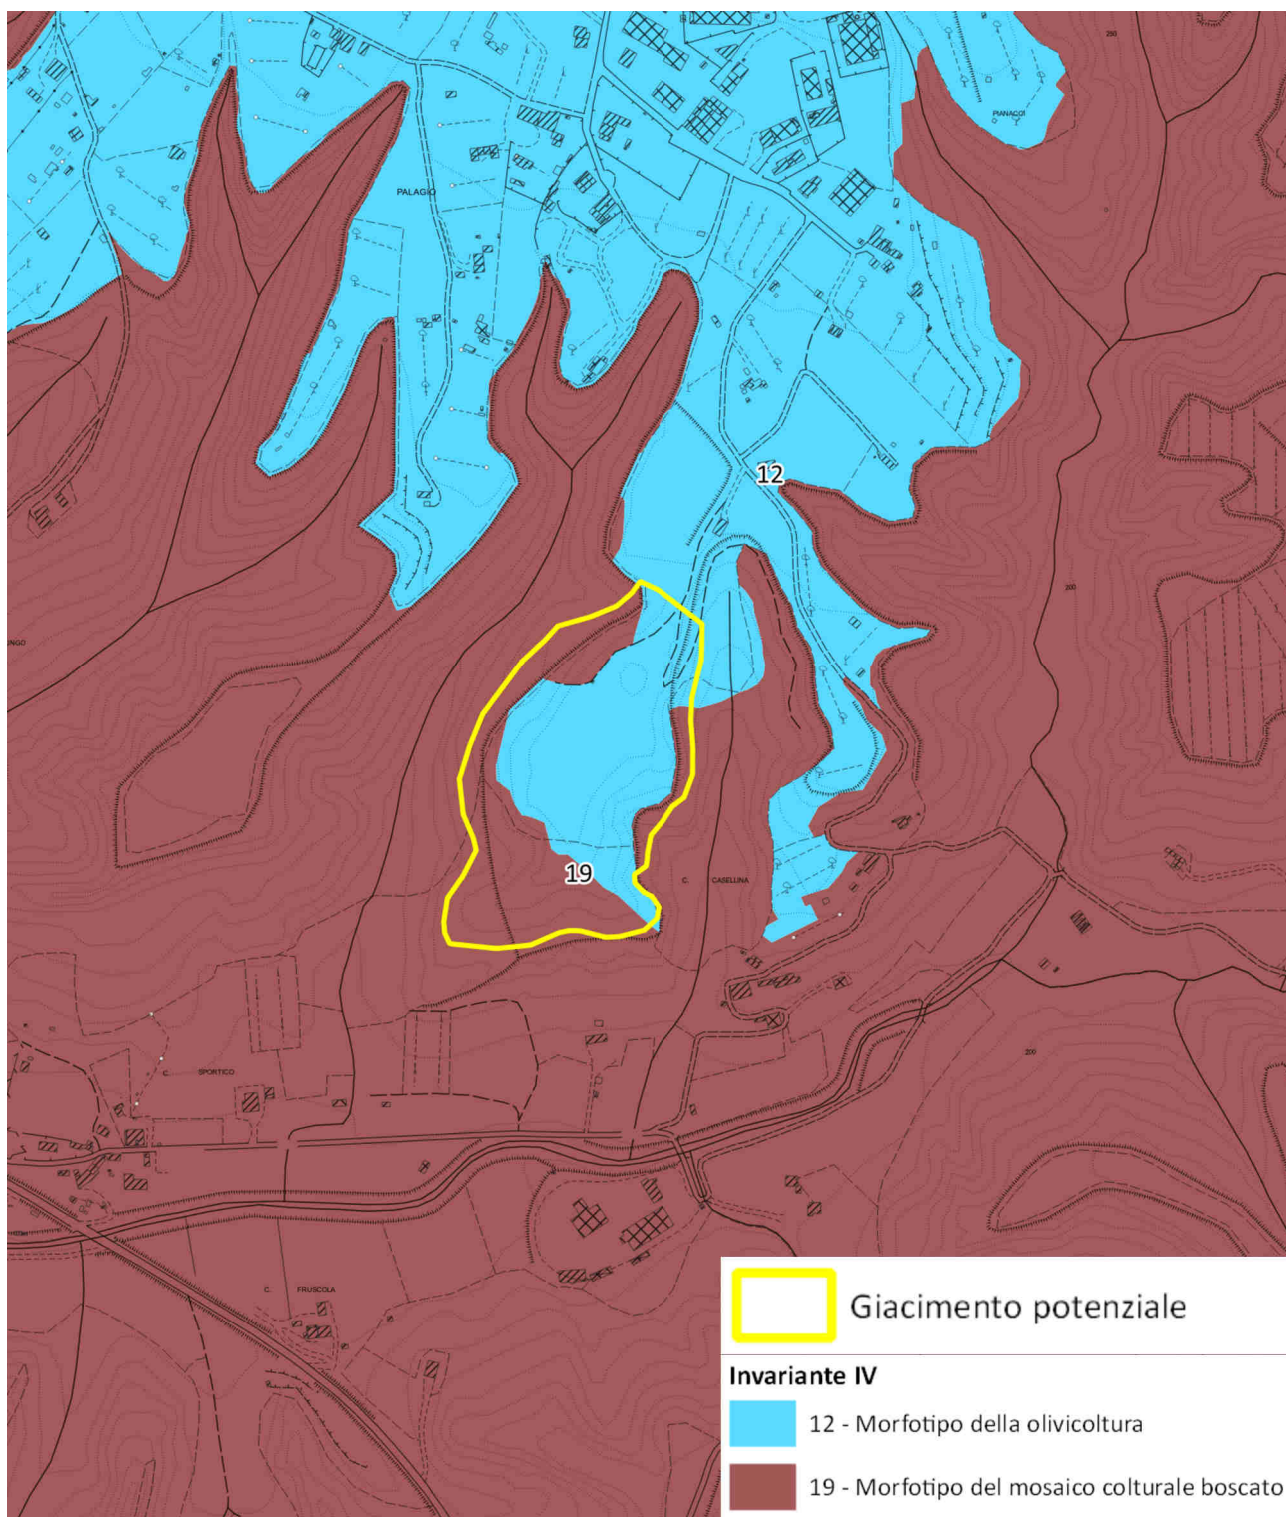 250
PIANACCI
PALAGIO
12
200
19
C. CASELLINA
200
C. SPORTICO
C. FRUSCOLA
Giacimento potenziale
Invariante IV
12 - Morfotipo della olivicoltura
19 - Morfotipo del mosaico colturale boscato